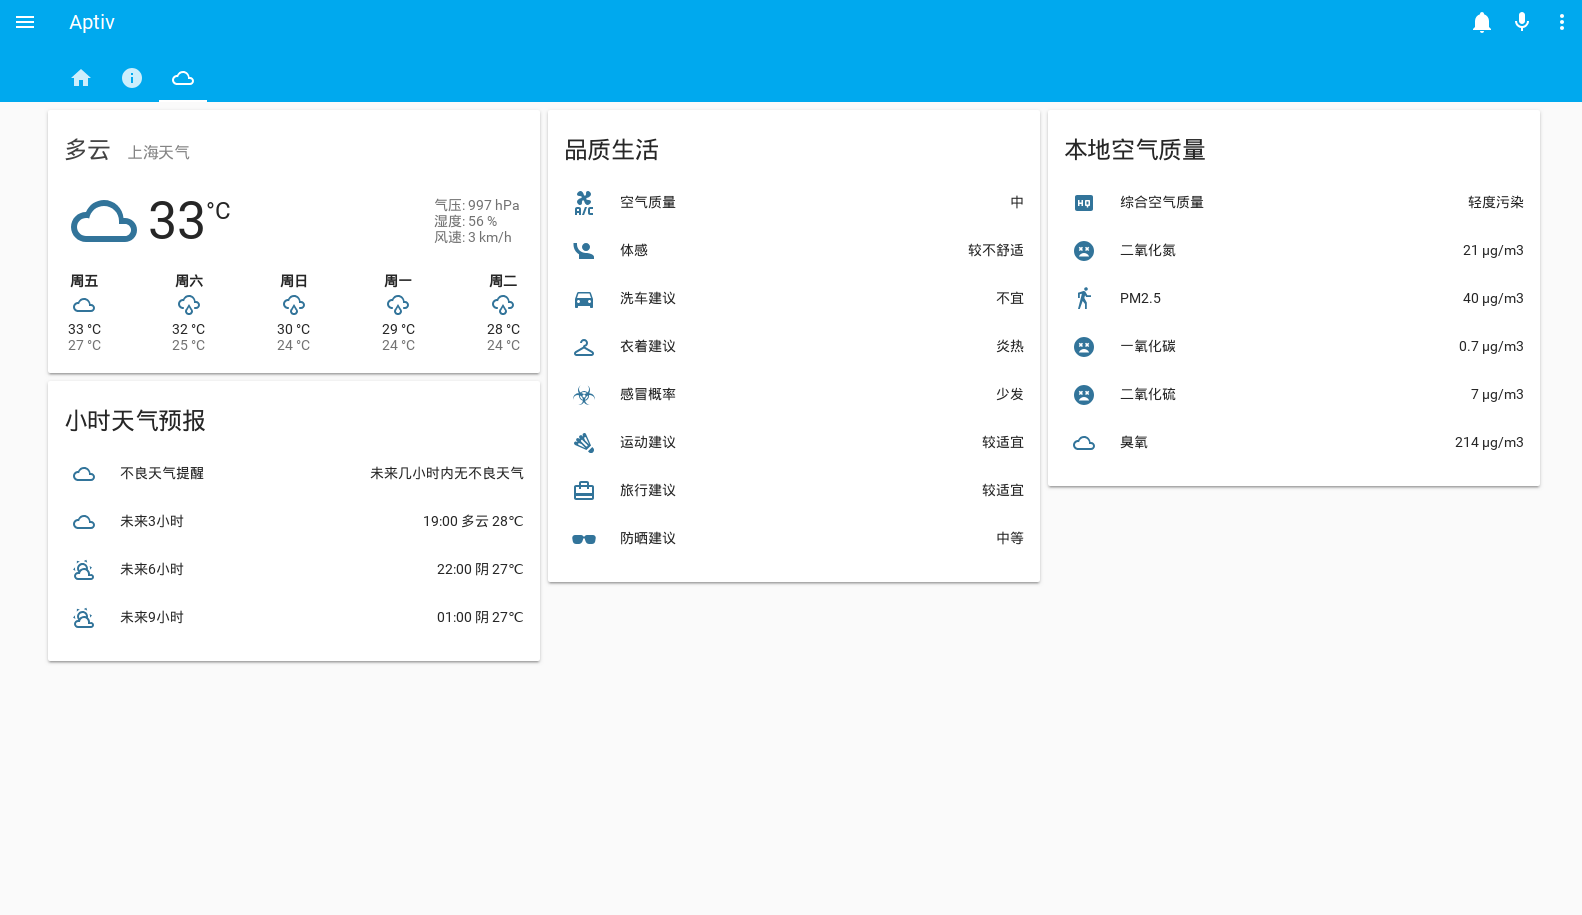 Aptiv
多云 上海天气
33°C
气压: 997 hPa
湿度: 56 %
风速: 3 km/h
周五 周六 周日 周一 周二
33 °C 32 °C 30 °C 29 °C 28 °C
27 °C 25 °C 24 °C 24 °C 24 °C
小时天气预报
不良天气提醒 未来几小时内无不良天气
未来3小时 19:00 多云 28℃
未来6小时 22:00 阴 27℃
未来9小时 01:00 阴 27℃
品质生活
A/C 空气质量 中
体感 较不舒适
洗车建议 不宜
衣着建议 炎热
感冒概率 少发
运动建议 较适宜
旅行建议 较适宜
防晒建议 中等
本地空气质量
HQ 综合空气质量 轻度污染
二氧化氮 21 μg/m3
PM2.5 40 μg/m3
一氧化碳 0.7 μg/m3
二氧化硫 7 μg/m3
臭氧 214 μg/m3